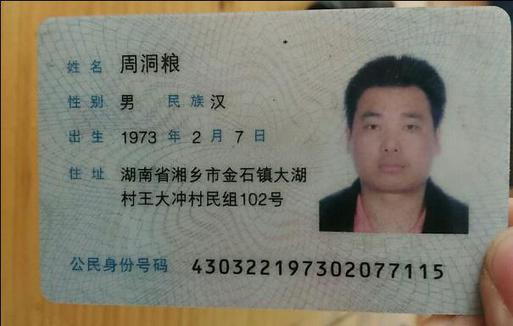 姓名 周洞粮
性别 男 民族 汉
出生 1973 年 2 月 7 日
住址 湖南省湘乡市金石镇大湖
村王大冲村民组102号
公民身份号码 430322197302077115